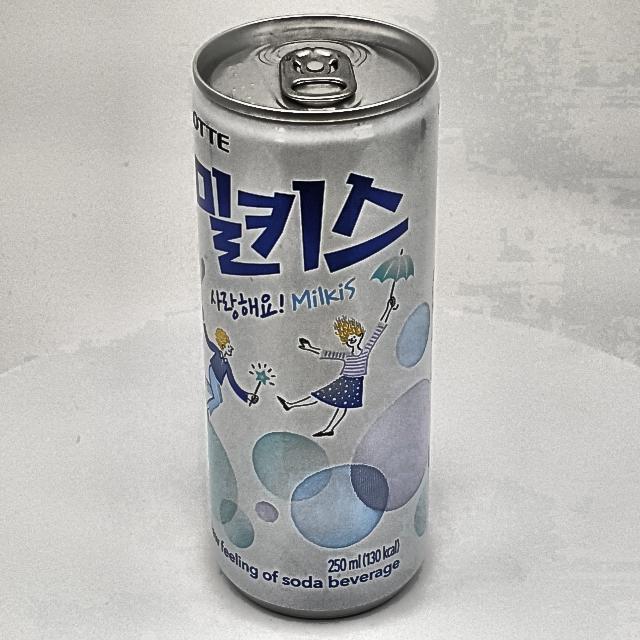 OTTE
밀키스
사랑해요! Milkis
250 ml (130 kcal)
feeling of soda beverage